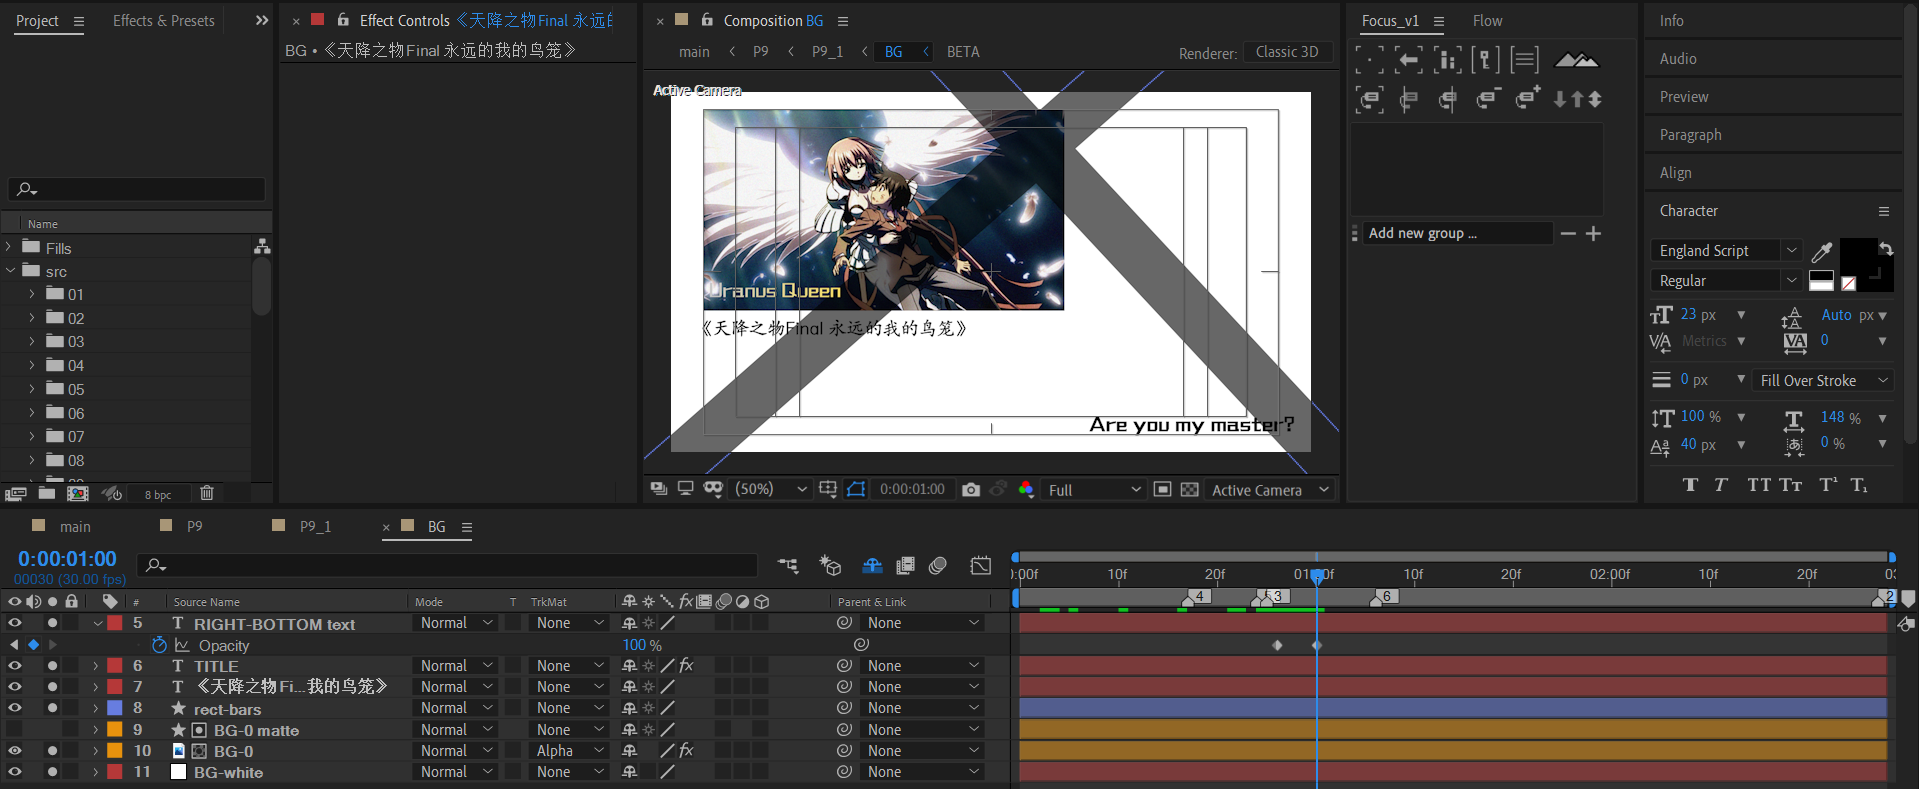 Project
Effect & Presets
Effect Controls 《天降之物Final 永远的
BG • 《天降之物Final 永远的我的鸟笼》
Composition BG
main
P9
P9_1
BG
BETA
Renderer:
Classic 3D
Active Camera
Uranus Queen
《天降之物Final 永远的我的鸟笼》
Are you my master?
(50%)
0:00:01:00
Full
Active Camera
Name
Fills
src
01
02
03
04
05
06
07
08
8 bpc
Focus_v1
Flow
Add new group ...
Info
Audio
Preview
Paragraph
Align
Character
England Script
Regular
23 px
Auto px
Metrics
0
0 px
Fill Over Stroke
100 %
148 %
40 px
0 %
main
P9
P9_1
BG
0:00:01:00
00030 (30.00 fps)
# Source Name Mode T TrkMat Parent & Link
5 T RIGHT-BOTTOM text Normal None None
Opacity 100 %
6 T TITLE Normal None fx None
7 T 《天降之物Fi...我的鸟笼》 Normal None None
8 rect-bars Normal None None
9 BG-0 matte Normal None None
10 BG-0 Normal Alpha fx None
11 BG-white Normal None None
:00f 10f 20f 01:00f 10f 20f 02:00f 10f 20f 03
4 3 6 2